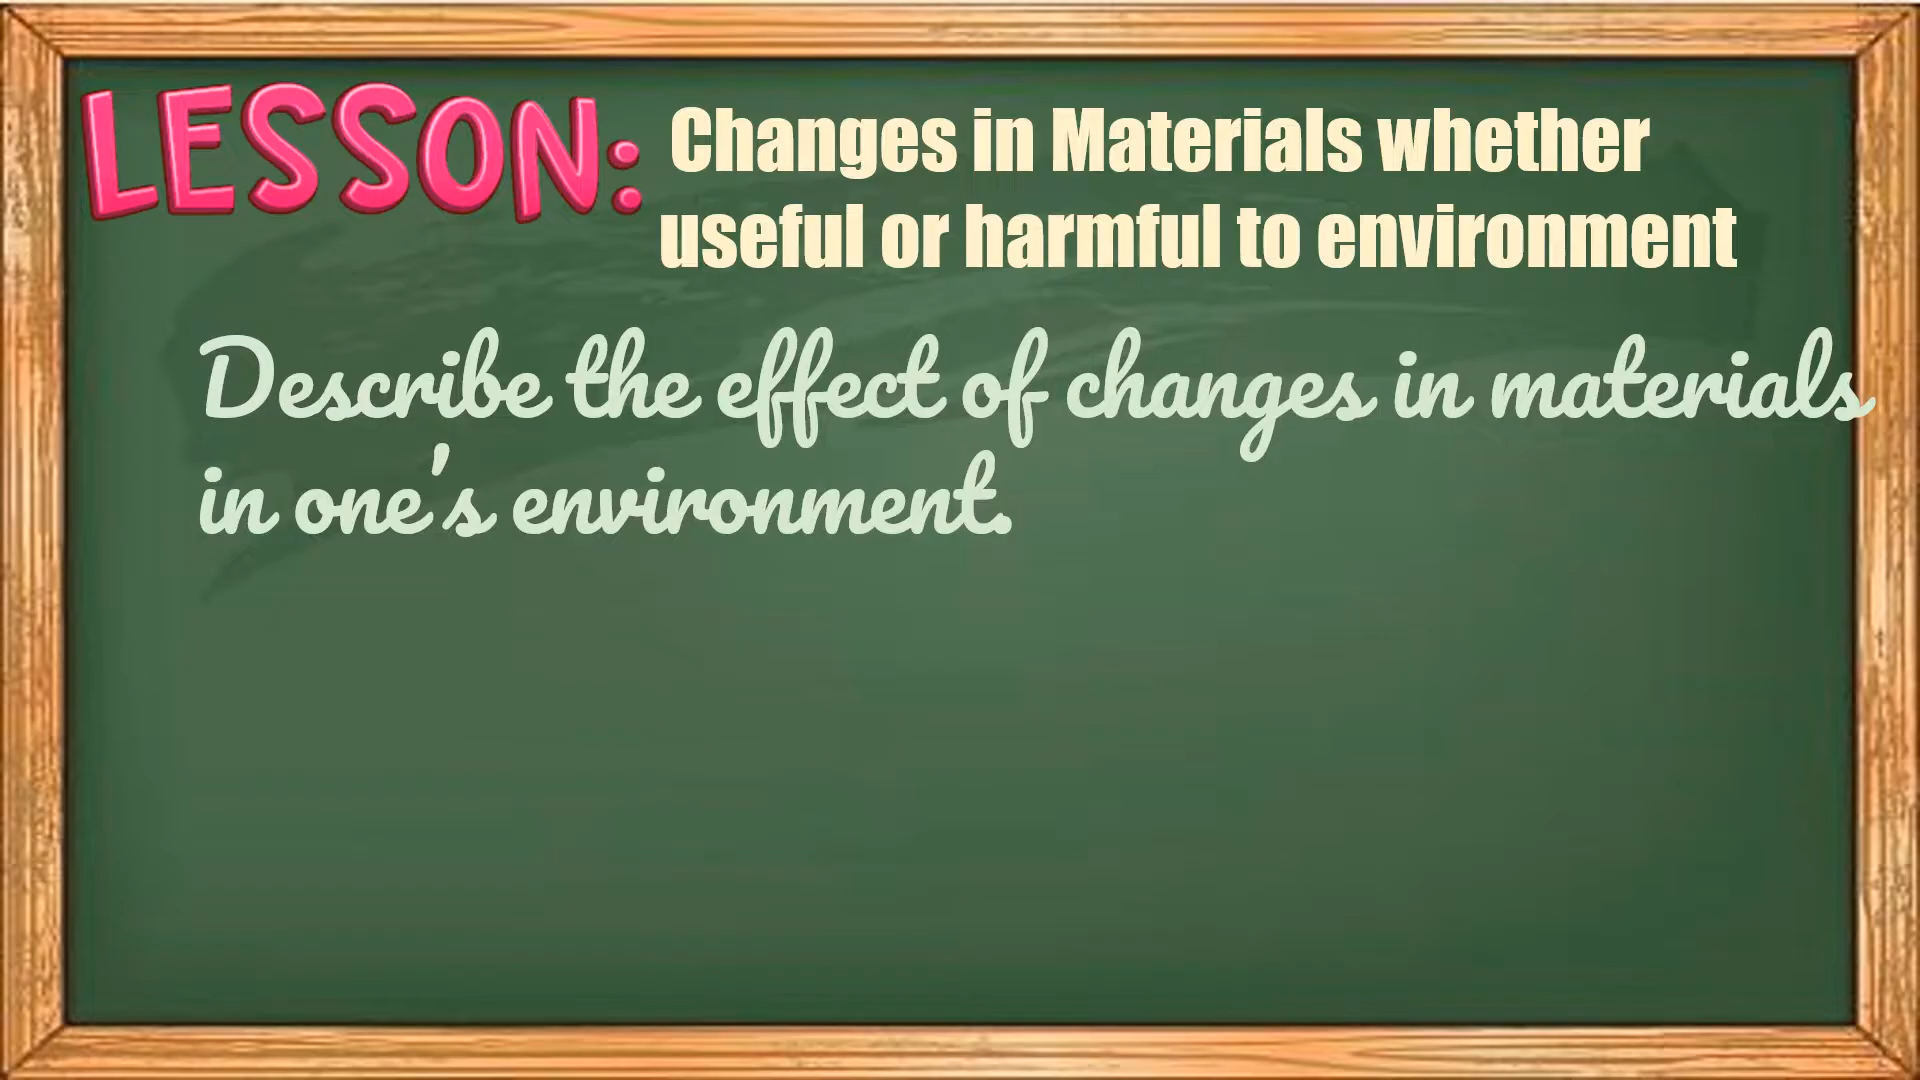 LESSON: Changes in Materials whether
useful or harmful to environment
Describe the effect of changes in materials
in one's environment.